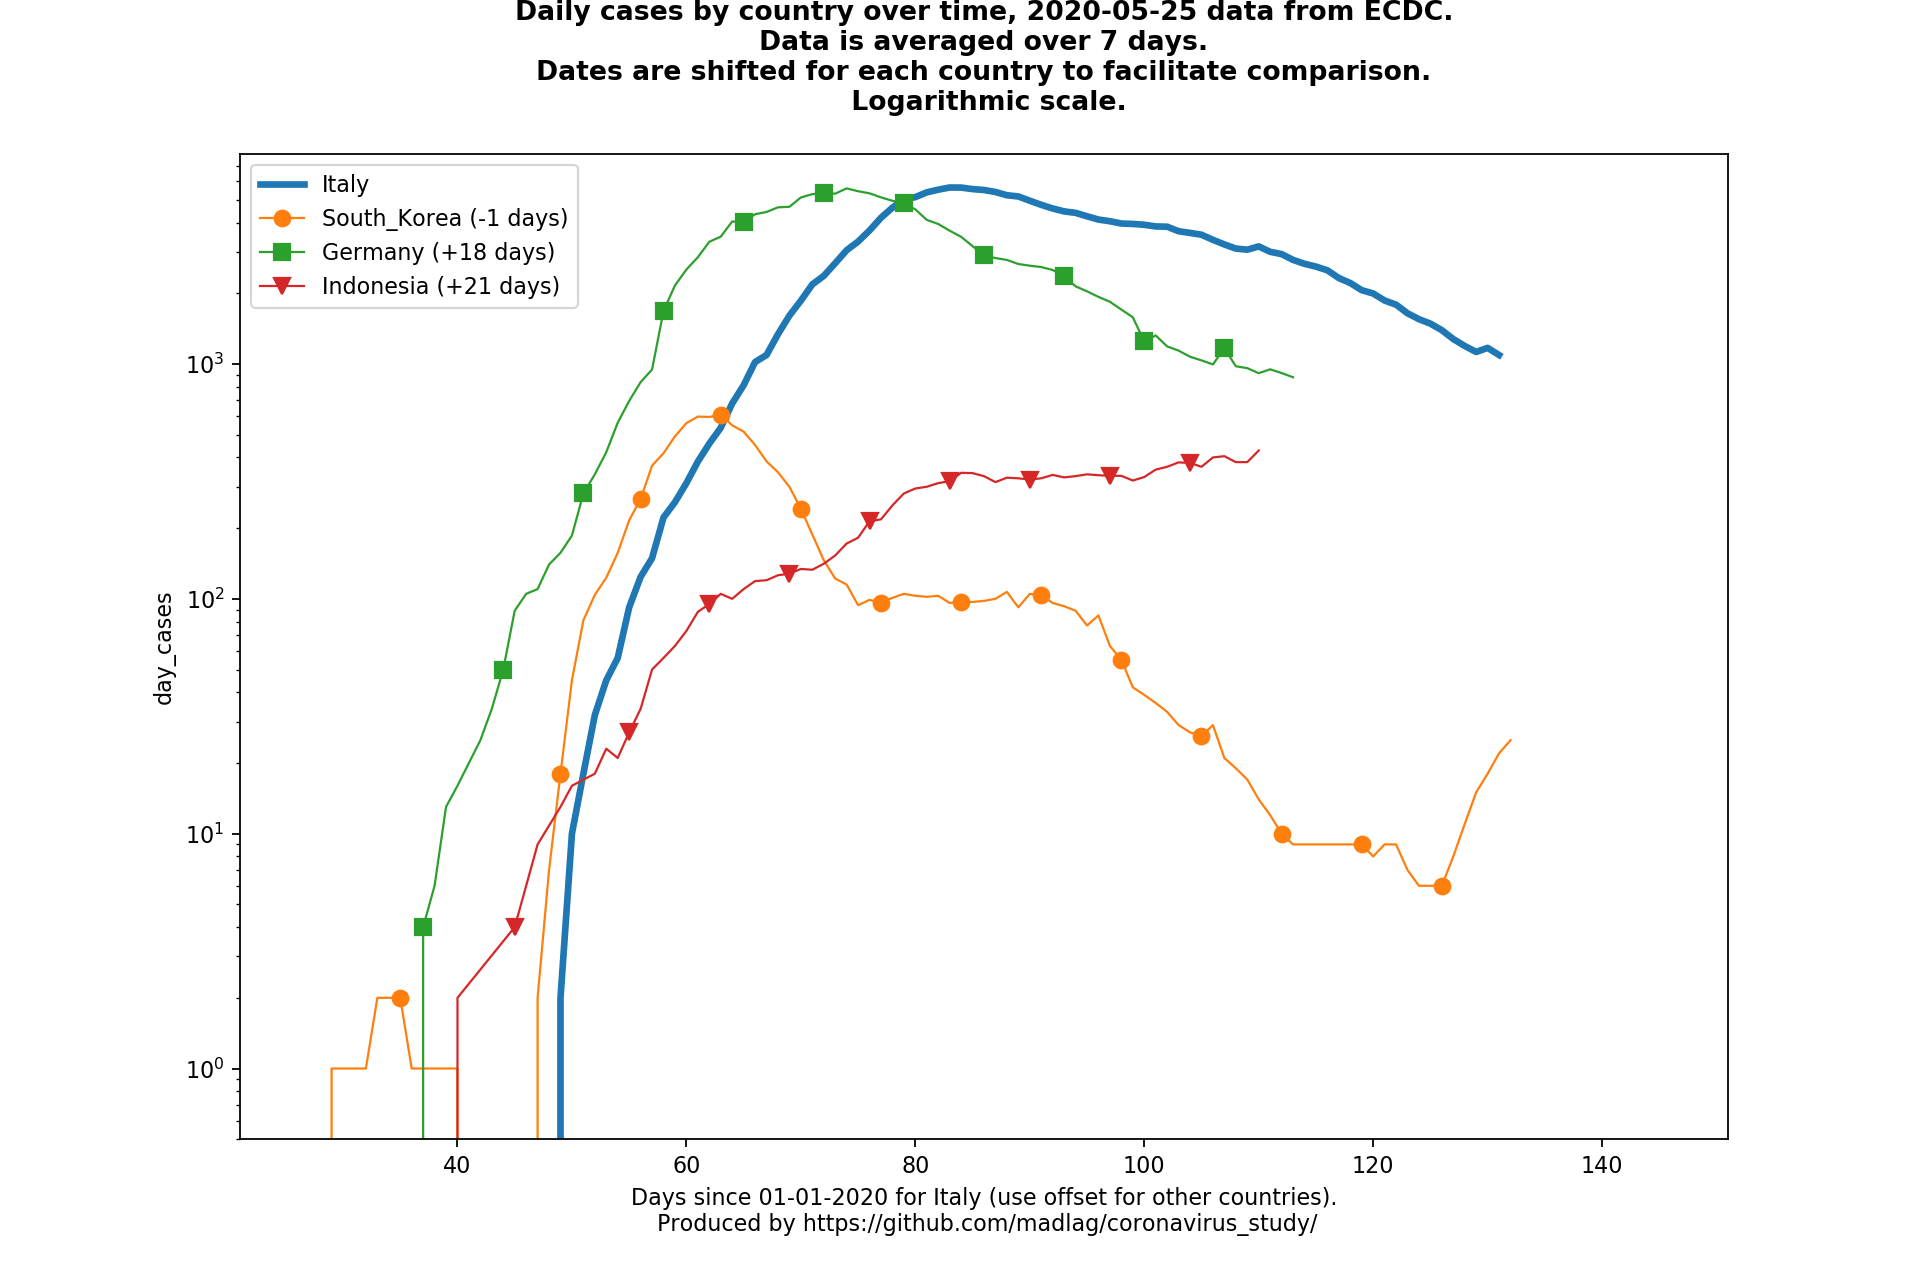 Daily cases by country over time, 2020-05-25 data from ECDC.
Data is averaged over 7 days.
Dates are shifted for each country to facilitate comparison.
Logarithmic scale.
Italy
South_Korea (-1 days)
Germany (+18 days)
Indonesia (+21 days)
10³
10²
10¹
10⁰
day_cases
40 60 80 100 120 140
Days since 01-01-2020 for Italy (use offset for other countries).
Produced by https://github.com/madlag/coronavirus_study/